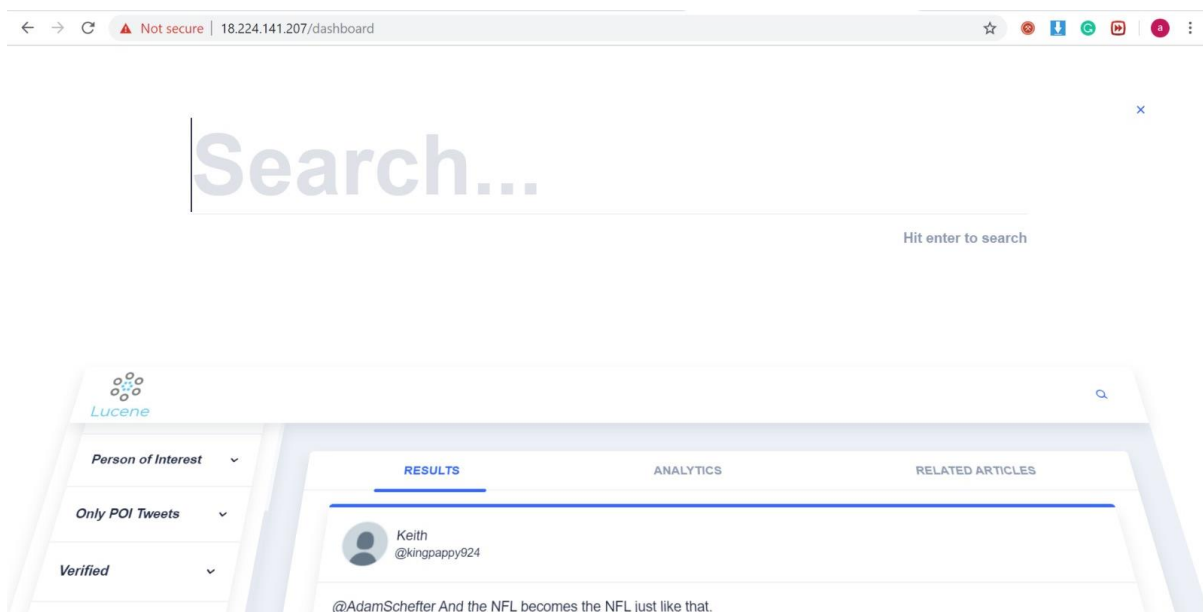 Not secure | 18.224.141.207/dashboard
a
Search...
Hit enter to search
Lucene
Person of Interest
RESULTS ANALYTICS RELATED ARTICLES
Only POI Tweets
Keith
@kingpappy924
Verified
@AdamSchefter And the NFL becomes the NFL just like that.